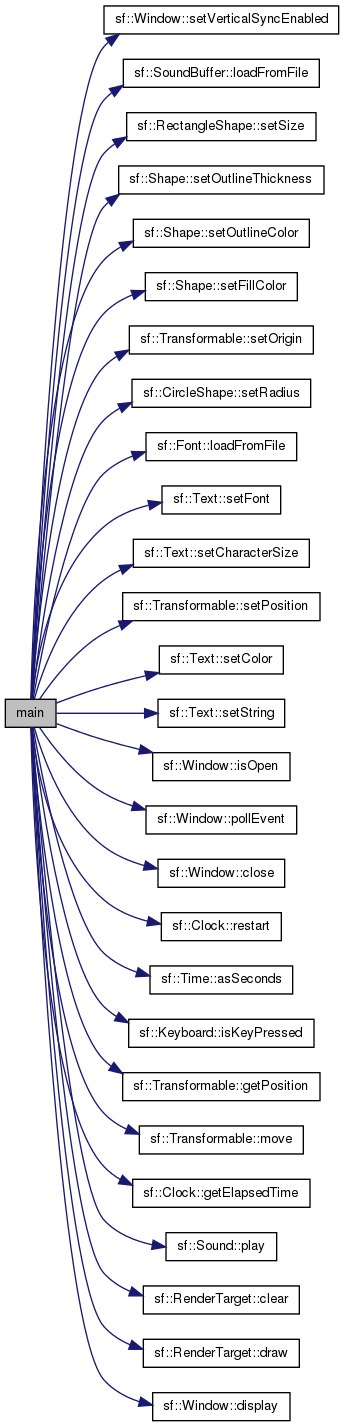 sf::Window::setVerticalSyncEnabled
sf::SoundBuffer::loadFromFile
sf::RectangleShape::setSize
sf::Shape::setOutlineThickness
sf::Shape::setOutlineColor
sf::Shape::setFillColor
sf::Transformable::setOrigin
sf::CircleShape::setRadius
sf::Font::loadFromFile
sf::Text::setFont
sf::Text::setCharacterSize
sf::Transformable::setPosition
sf::Text::setColor
main
sf::Text::setString
sf::Window::isOpen
sf::Window::pollEvent
sf::Window::close
sf::Clock::restart
sf::Time::asSeconds
sf::Keyboard::isKeyPressed
sf::Transformable::getPosition
sf::Transformable::move
sf::Clock::getElapsedTime
sf::Sound::play
sf::RenderTarget::clear
sf::RenderTarget::draw
sf::Window::display